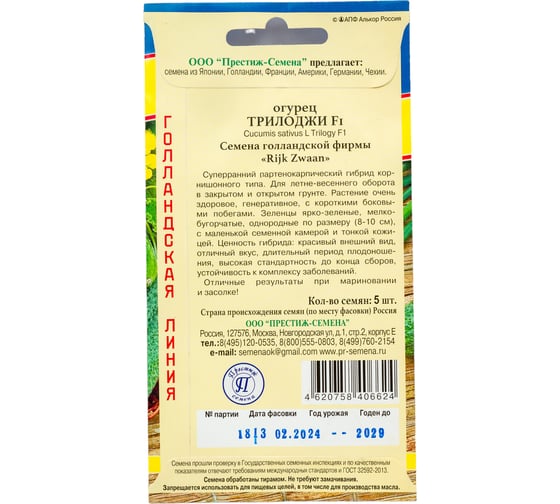 © ДАПФ Алькор Россия
ООО "Престиж-Семена" предлагает:
семена из Японии, Голландии, Франции, Америки, Германии, Чехии.
ГОЛЛАНДСКАЯ ЛИНИЯ
огурец
ТРИЛОДЖИ F1
Cucumis sativus L Trilogy F1
Семена голландской фирмы
«Rijk Zwaan»
Суперранний партенокарпический гибрид кор-
нишонного типа. Для летне-весеннего оборота
в закрытом и открытом грунте. Растение очень
здоровое, генеративное, с короткими боковы-
ми побегами. Зеленцы ярко-зеленые, мелко-
бугорчатые, однородные по размеру (8-10 см),
с маленькой семенной камерой и тонкой кожи-
цей. Ценность гибрида: красивый внешний вид,
отличный вкус, длительный период плодоноше-
ния, высокая стандартность до конца сборов,
устойчивость к комплексу заболеваний.
Отличные результаты при мариновании
и засолке!
Кол-во семян: 5 шт.
Страна происхождения семян (по месту фасовки) Россия
ООО "ПРЕСТИЖ-СЕМЕНА"
Россия, 127576, Москва, Новгородская ул, д.1, стр.2, корпус Е
тел.:8(495)120-0535, 8(800)555-0803, 8(499)760-2154
e-mail: semenaok@gmail.com www.pr-semena.ru
Престиж
П
семена
4 620758 406624
№ партии Дата фасовки Год урожая Годен до
18 13 02.2024 -- 2029
Семена прошли проверку в Государственных семенных инспекциях и по качеству
показателям отвечают требованиям международного стандарта и ГОСТ 32592-2013.
Семена обработаны тирамом. Не являются генномодифицированными.
Запрещается использовать для пищевых целей, в том числе для производства масла.